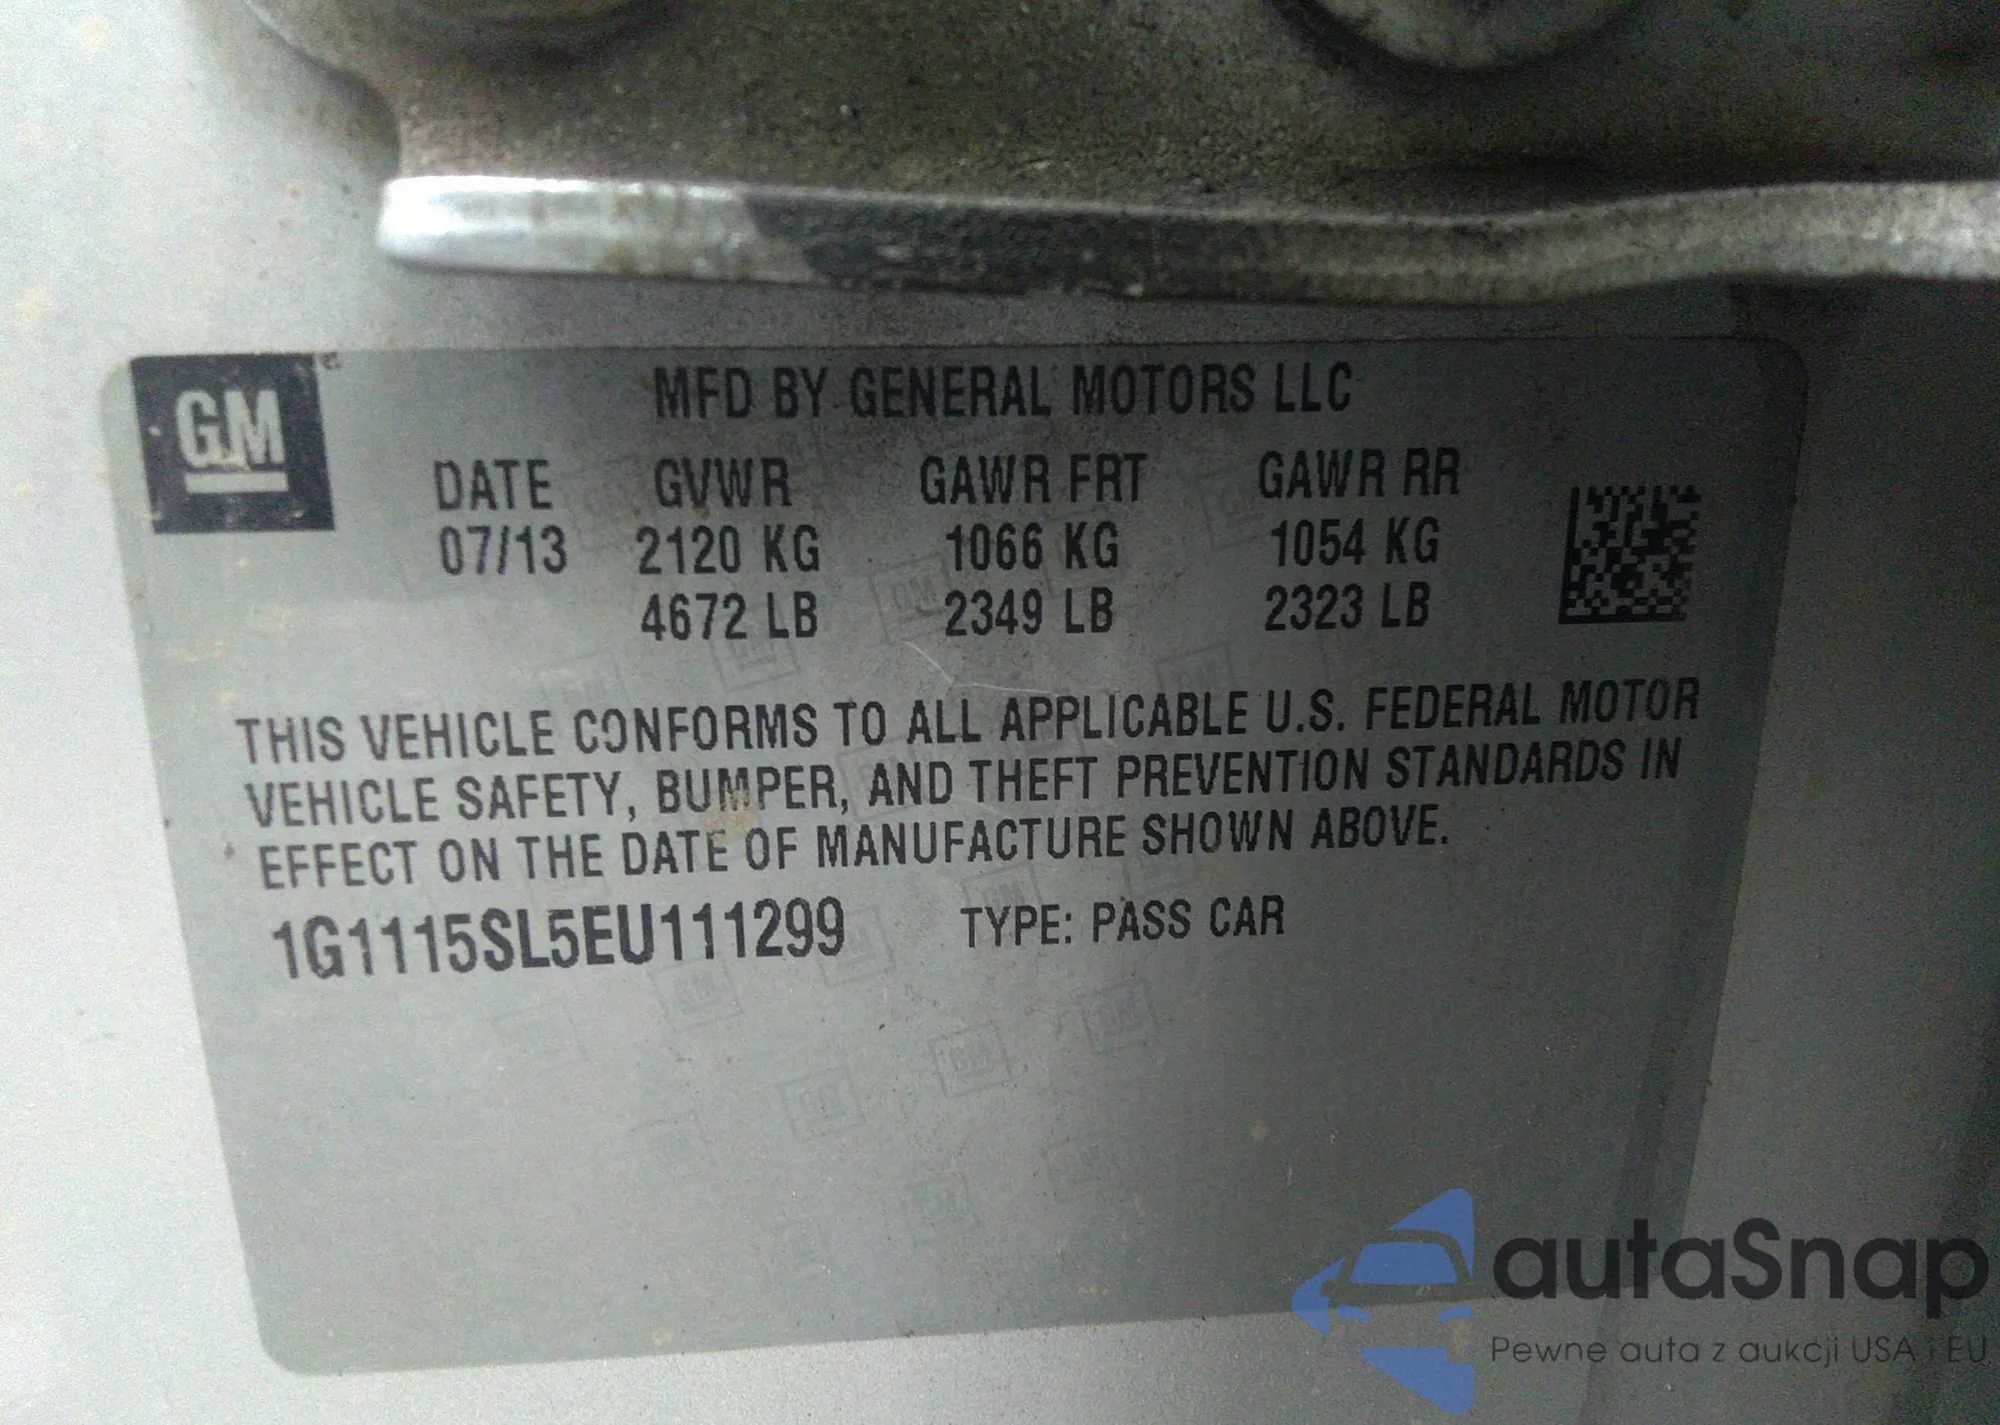 GM
MFD BY GENERAL MOTORS LLC
DATE GVWR GAWR FRT GAWR RR
07/13 2120 KG 1066 KG 1054 KG
4672 LB 2349 LB 2323 LB
THIS VEHICLE CONFORMS TO ALL APPLICABLE U.S. FEDERAL MOTOR
VEHICLE SAFETY, BUMPER, AND THEFT PREVENTION STANDARDS IN
EFFECT ON THE DATE OF MANUFACTURE SHOWN ABOVE.
1G1115SL5EU111299 TYPE: PASS CAR
autaSnap
Pewne auta z aukcji USA i EU